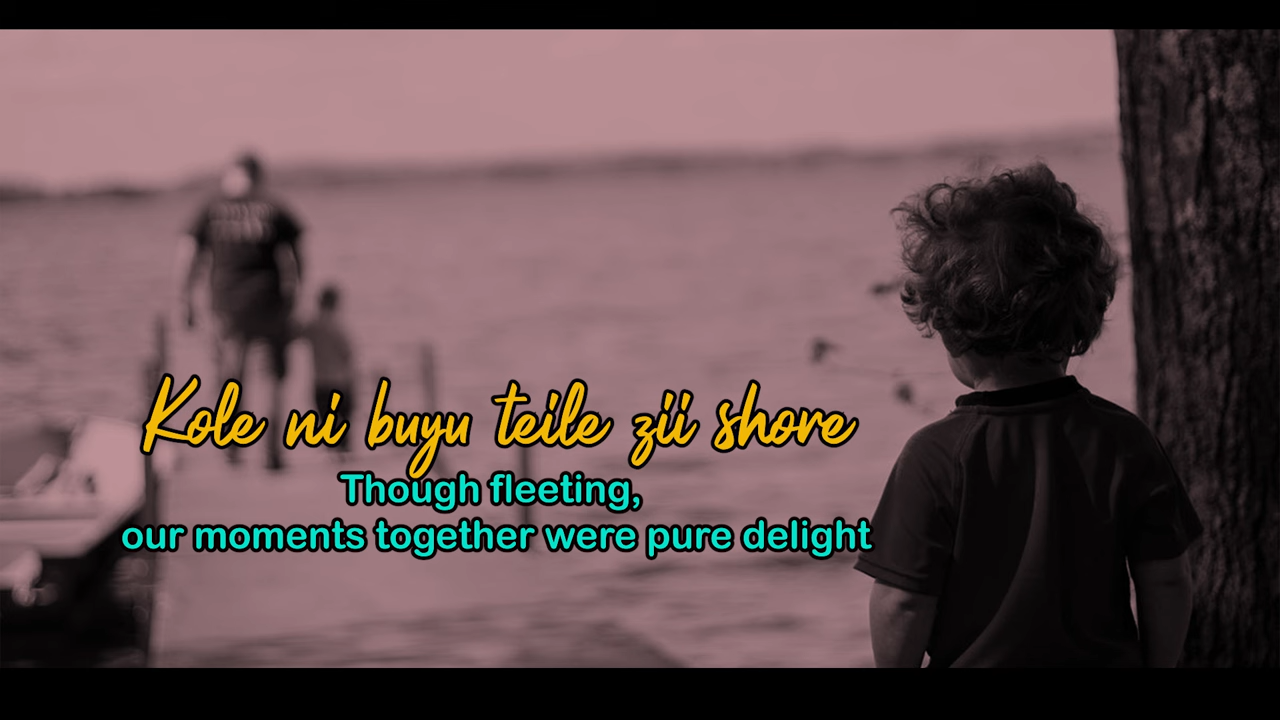 Kole ni buyu teile zii shore
Though fleeting,
our moments together were pure delight